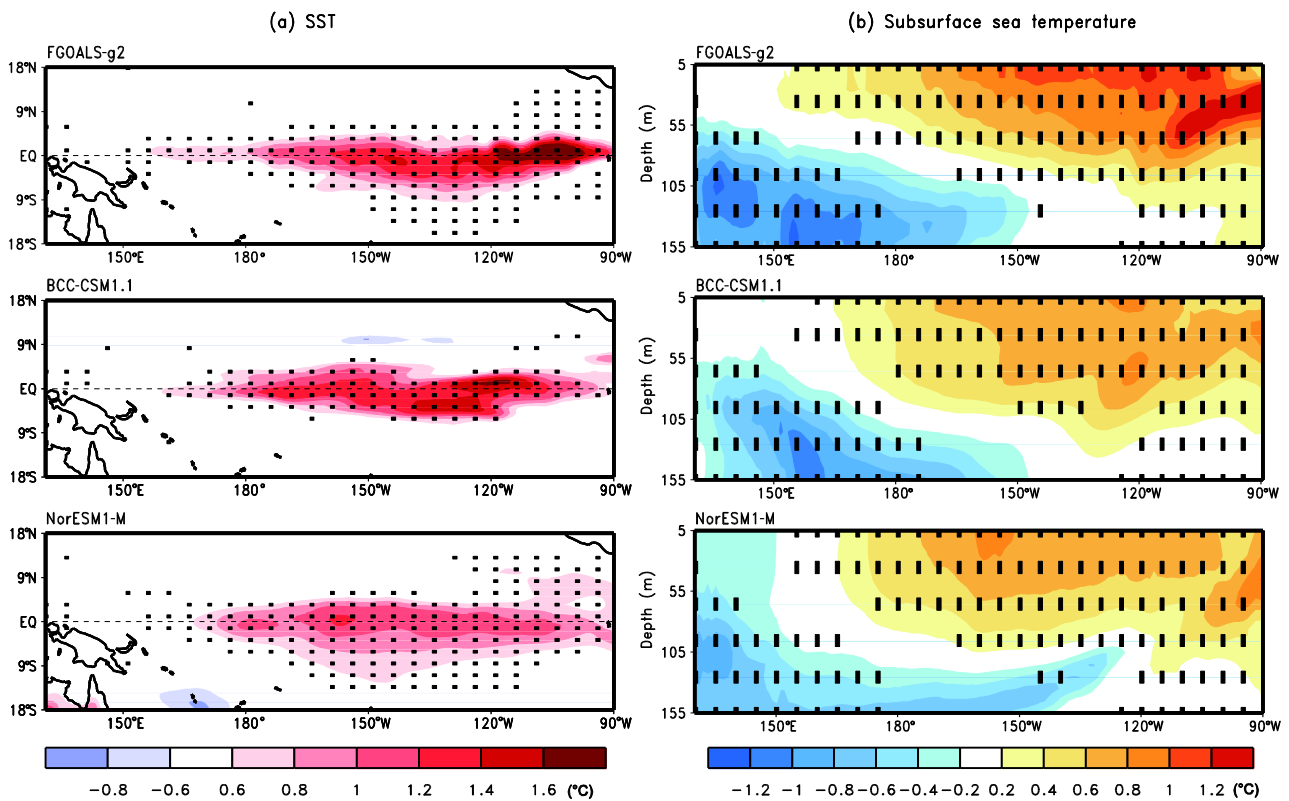 (a) SST
(b) Subsurface sea temperature
FGOALS-g2
18°N
9°N
EQ
9°S
18°S
150°E 180° 150°W 120°W 90°W
FGOALS-g2
Depth (m)
5
55
105
155
150°E 180° 150°W 120°W 90°W
BCC-CSM1.1
18°N
9°N
EQ
9°S
18°S
150°E 180° 150°W 120°W 90°W
BCC-CSM1.1
Depth (m)
5
55
105
155
150°E 180° 150°W 120°W 90°W
NorESM1-M
18°N
9°N
EQ
9°S
18°S
150°E 180° 150°W 120°W 90°W
NorESM1-M
Depth (m)
5
55
105
155
150°E 180° 150°W 120°W 90°W
−0.8 −0.6 0.6 0.8 1 1.2 1.4 1.6 (°C)
−1.2 −1 −0.8 −0.6 −0.4 −0.2 0.2 0.4 0.6 0.8 1 1.2 (°C)